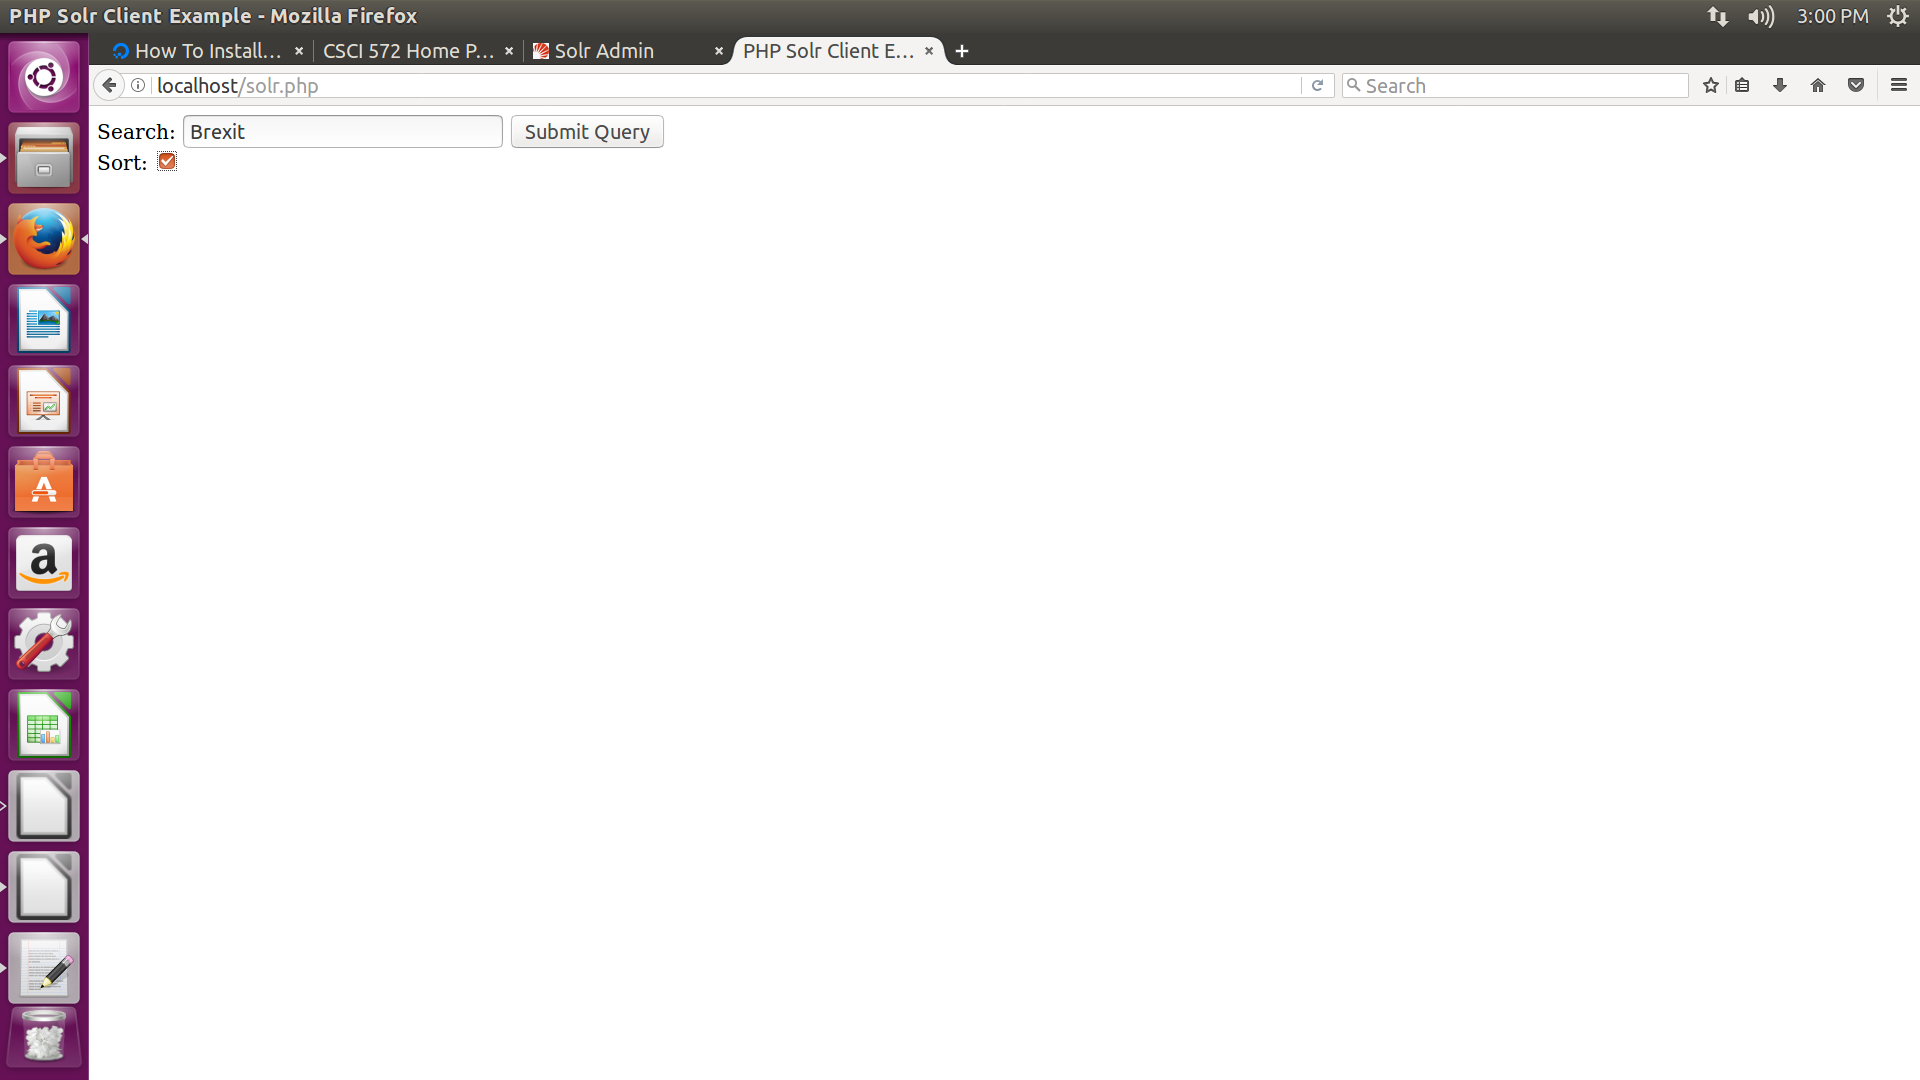 PHP Solr Client Example - Mozilla Firefox
3:00 PM
How To Install...
CSCI 572 Home P...
Solr Admin
PHP Solr Client E...
localhost/solr.php
Search
Search: Brexit Submit Query
Sort: